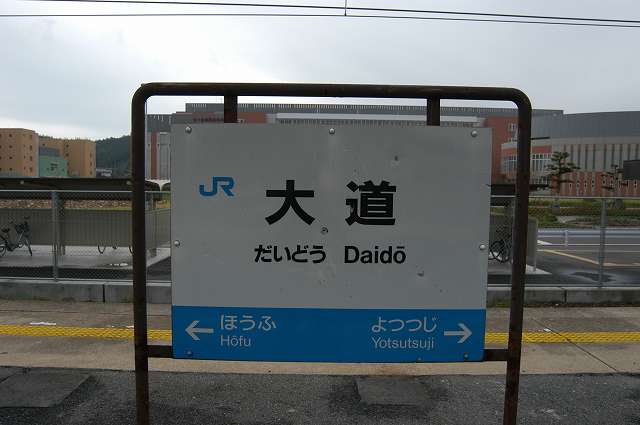 JR
大道
だいどう Daidō
← ほうふ よつつじ →
Hōfu Yotsutsuji